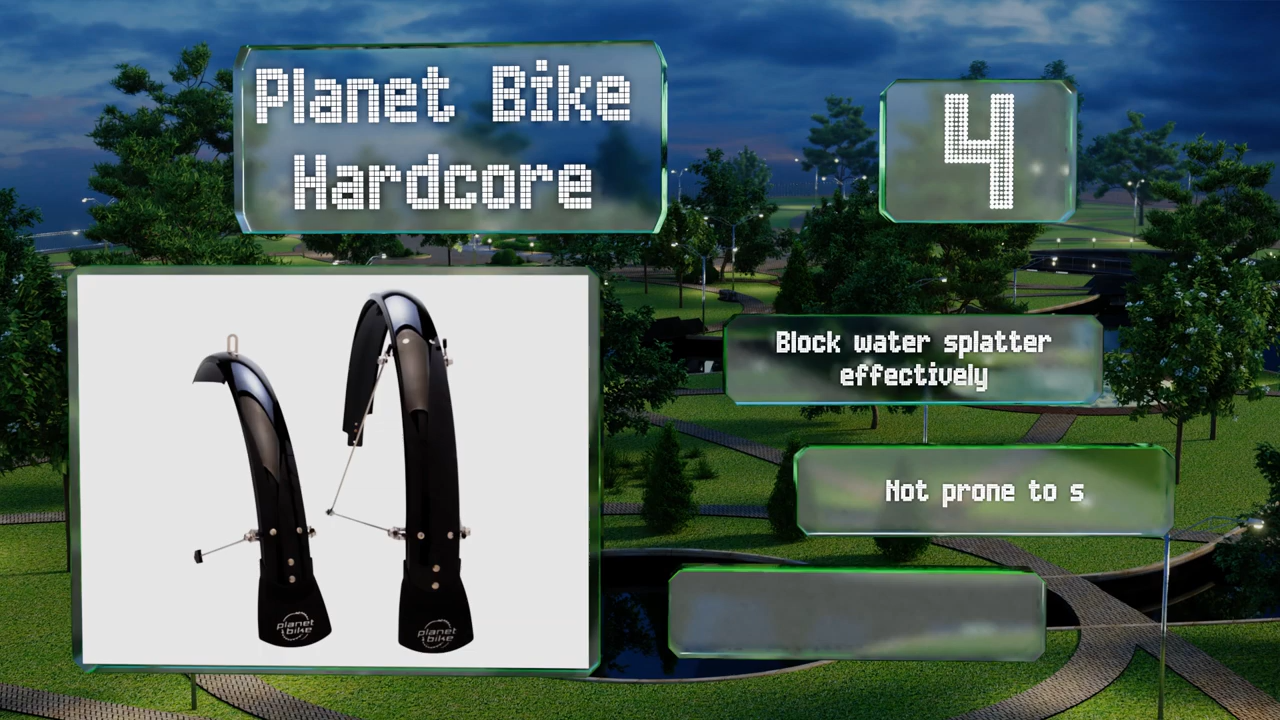 Planet Bike
Hardcore
4
Block water splatter
effectively
Not prone to s
planet
bike
planet
bike